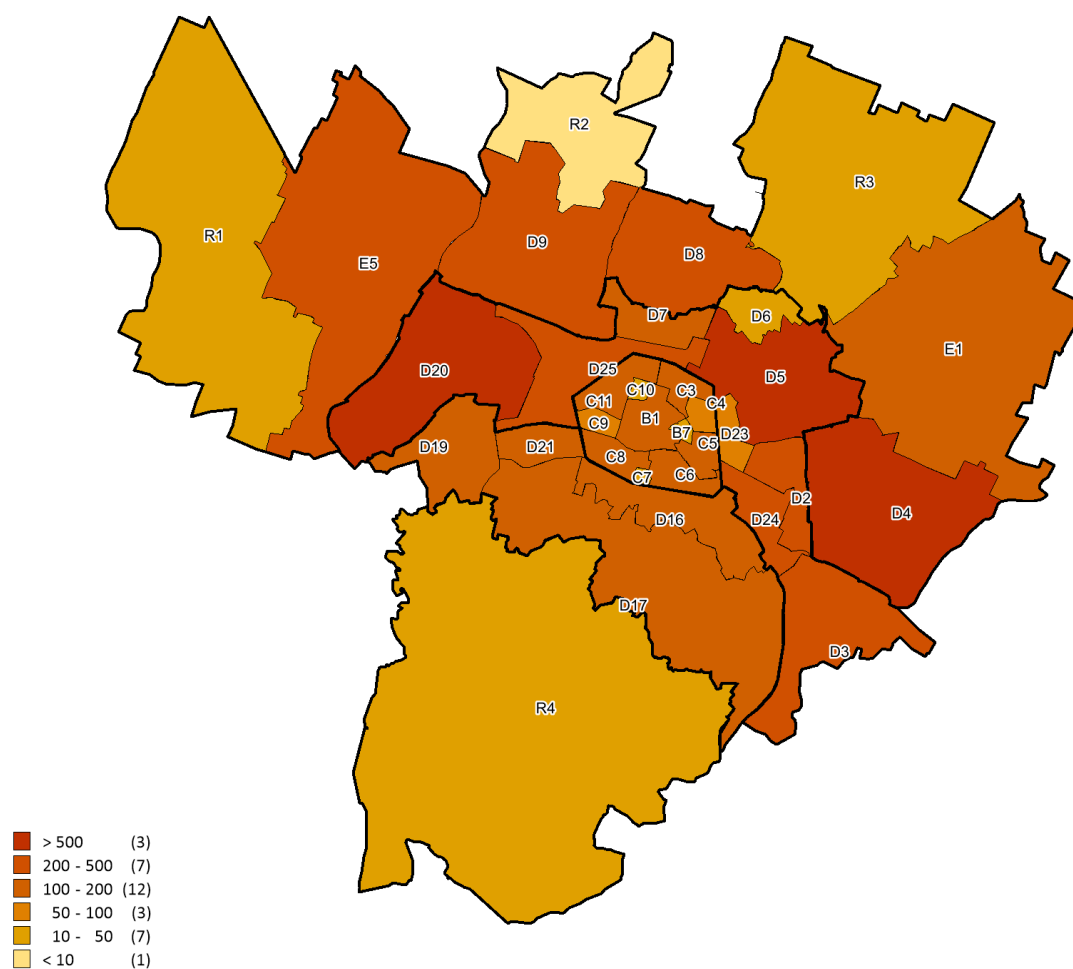 R2
R3
R1
D9
D8
E5
D7
D6
E1
D20
D25
D5
C10
C3
C11
C4
B1
C9
B7
D23
C5
D19
D21
C8
C7
C6
D2
D4
D16
D24
D17
D3
R4
> 500 (3)
200 - 500 (7)
100 - 200 (12)
50 - 100 (3)
10 - 50 (7)
< 10 (1)